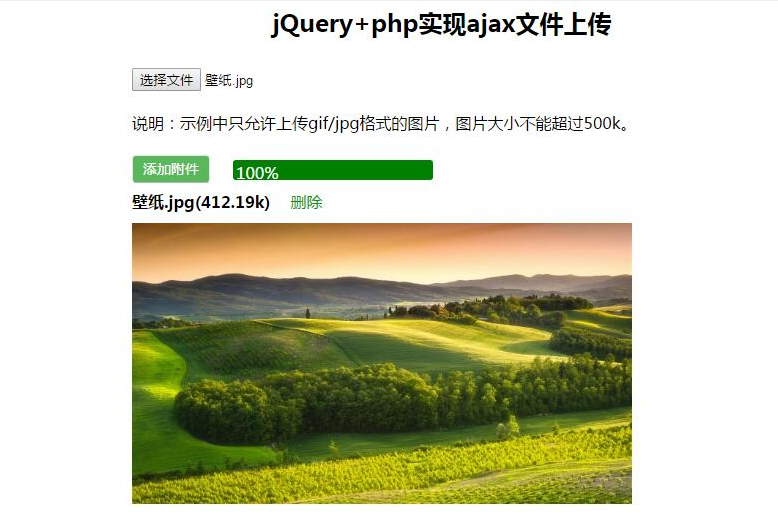 jQuery+php实现ajax文件上传
选择文件 壁纸.jpg
说明：示例中只允许上传gif/jpg格式的图片，图片大小不能超过500k。
添加附件 100%
壁纸.jpg(412.19k) 删除